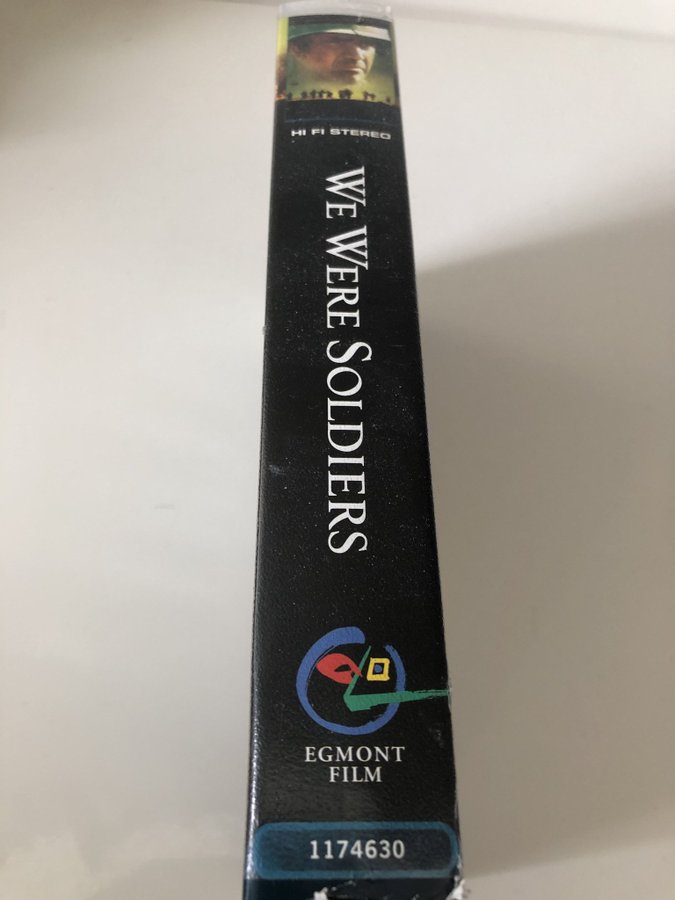 HI FI STEREO
WE WERE SOLDIERS
EGMONT
FILM
1174630